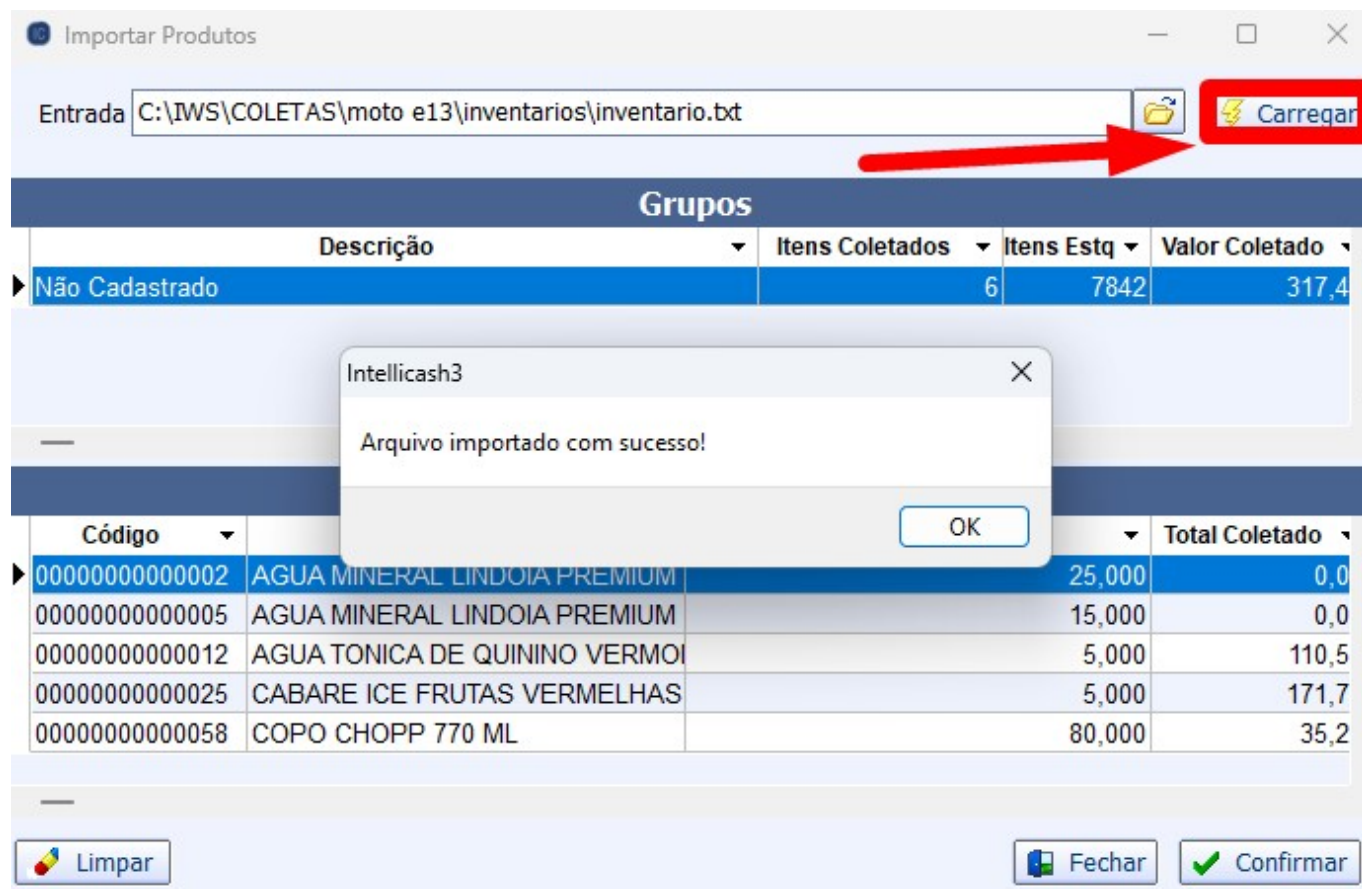 Importar Produtos
Entrada C:\IWS\COLETAS\moto e13\inventarios\inventario.txt Carregar
Grupos
Descrição Itens Coletados Itens Estq Valor Coletado
Não Cadastrado 6 7842 317,4
Intellicash3
Arquivo importado com sucesso!
OK
Código Total Coletado
00000000000002 AGUA MINERAL LINDOIA PREMIUM 25,000 0,0
00000000000005 AGUA MINERAL LINDOIA PREMIUM 15,000 0,0
00000000000012 AGUA TONICA DE QUININO VERMO 5,000 110,5
00000000000025 CABARE ICE FRUTAS VERMELHAS 5,000 171,7
00000000000058 COPO CHOPP 770 ML 80,000 35,2
Limpar Fechar Confirmar